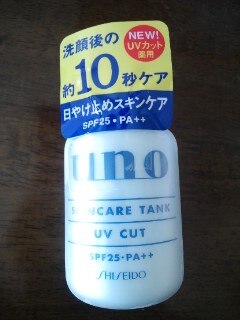 洗顔後の
NEW!
UVカット
薬用
約10秒ケア
日やけ止めスキンケア
SPF25・PA++
uno
SKINCARE TANK
UV CUT
SPF25・PA++
SHISEIDO